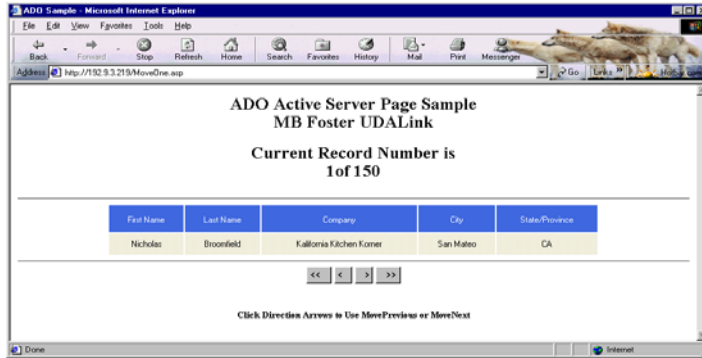 ADO Sample - Microsoft Internet Explorer
File Edit View Favorites Tools Help
Back Forward Stop Refresh Home Search Favorites History Mail Print Messenger
Address http://192.9.3.219/MoveOne.asp Go Links »
ADO Active Server Page Sample
MB Foster UDALink
Current Record Number is
1of 150
First Name Last Name Company City State/Province
Nicholas Broomfield Kalifornia Kitchen Korner San Mateo CA
<< < > >>
Click Direction Arrows to Use MovePrevious or MoveNext
Done Internet